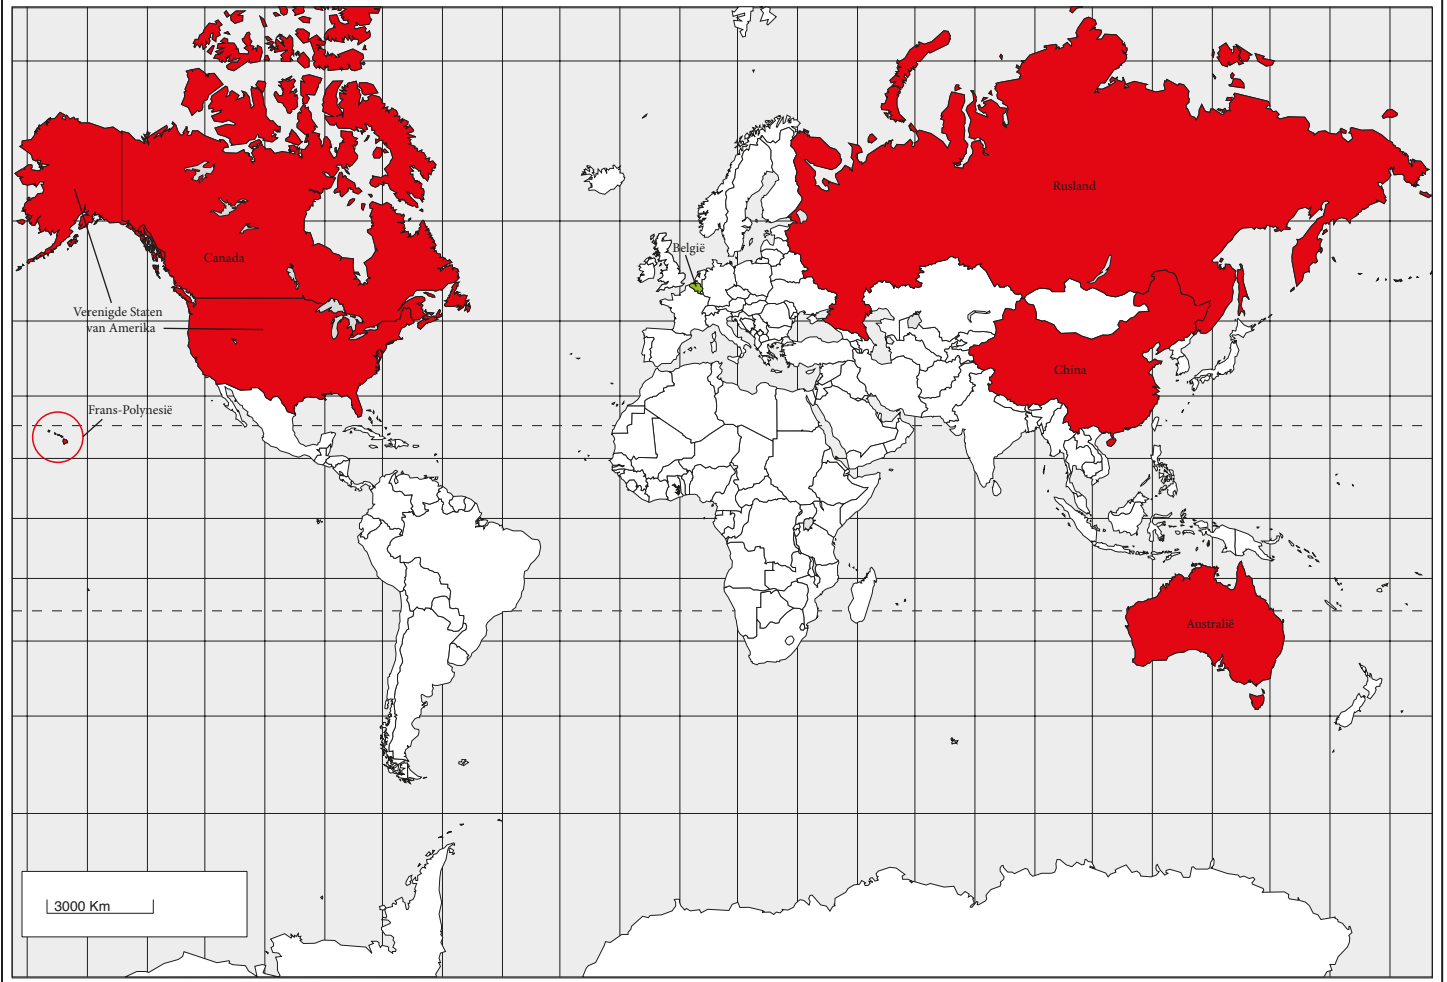 Rusland
België
Canada
Verenigde Staten
van Amerika
China
Frans-Polynesië
Australië
3000 Km